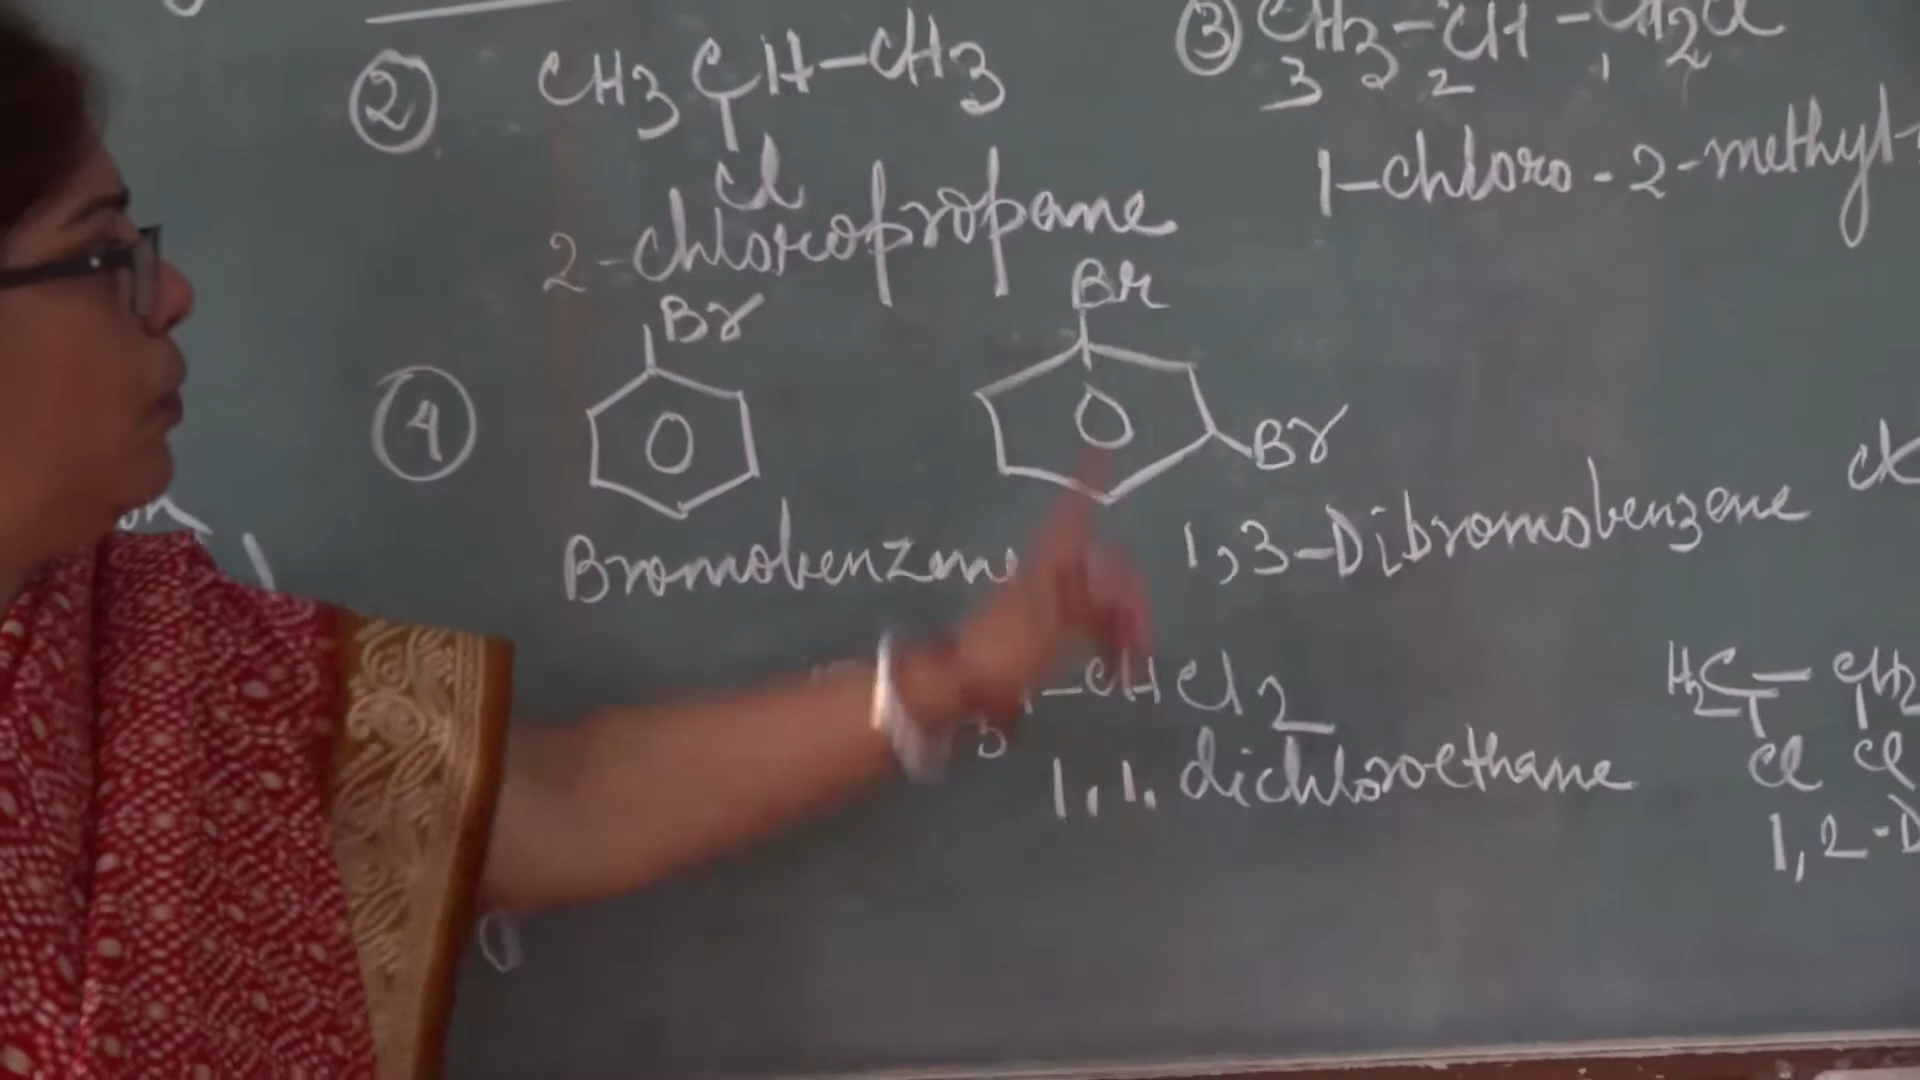 ② CH3 CH-CH3
Cl
2-chloropropane
③ CH3-CH-CH2Cl
3 2 1
1-chloro-2-methyl-
④
Br
Bromobenzene
Br
Br
1,3-Dibromobenzene
-CHCl2
1,1, dichloroethane
H2C-CH2
Cl Cl
1,2-D